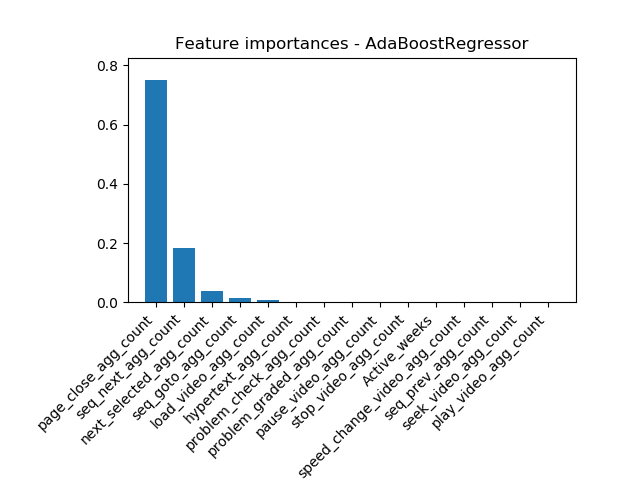 Feature importances - AdaBoostRegressor
0.8
0.6
0.4
0.2
0.0
page_close_agg_count
seq_next_agg_count
next_selected_agg_count
seq_goto_agg_count
load_video_agg_count
hypertext_agg_count
problem_check_agg_count
problem_graded_agg_count
pause_video_agg_count
stop_video_agg_count
Active_weeks
speed_change_video_agg_count
seq_prev_agg_count
seek_video_agg_count
play_video_agg_count